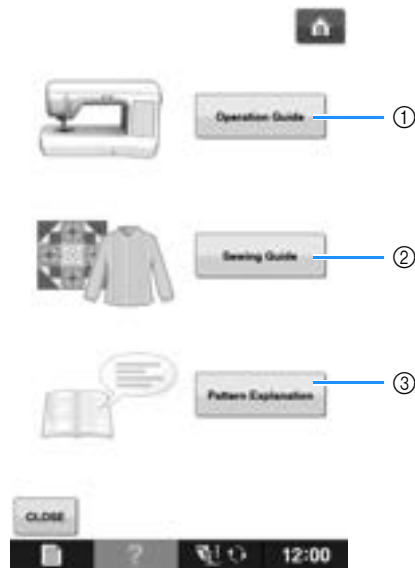 Operation Guide
①
Sewing Guide
②
Pattern Explanation
③
CLOSE
?
12:00